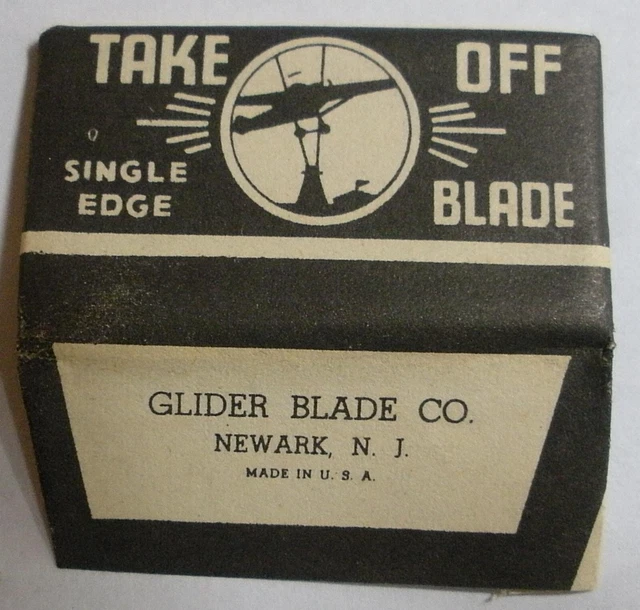 TAKE OFF
SINGLE EDGE BLADE
GLIDER BLADE CO.
NEWARK, N. J.
MADE IN U. S. A.